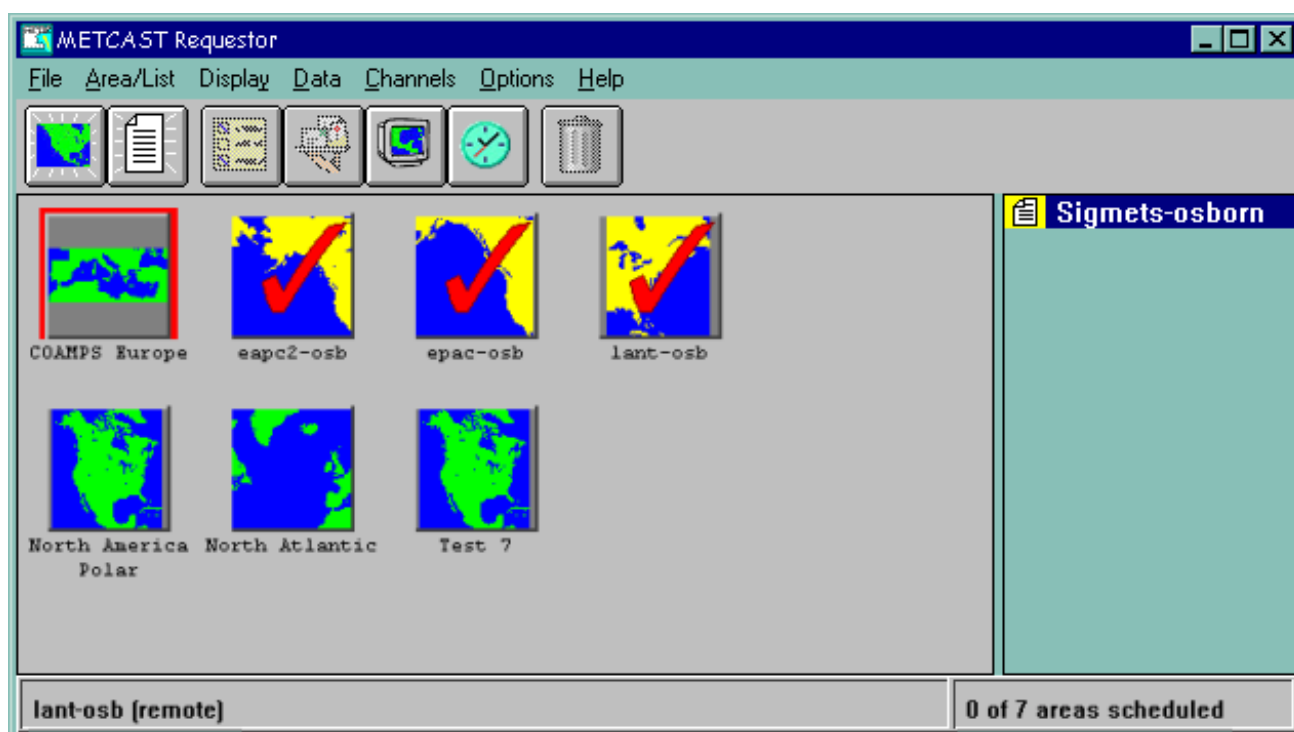 METCAST Requestor
File Area/List Display Data Channels Options Help
Sigmets-osborn
COAMPS Europe eapc2-osb epac-osb lant-osb
North America North Atlantic Test 7
Polar
lant-osb (remote) 0 of 7 areas scheduled